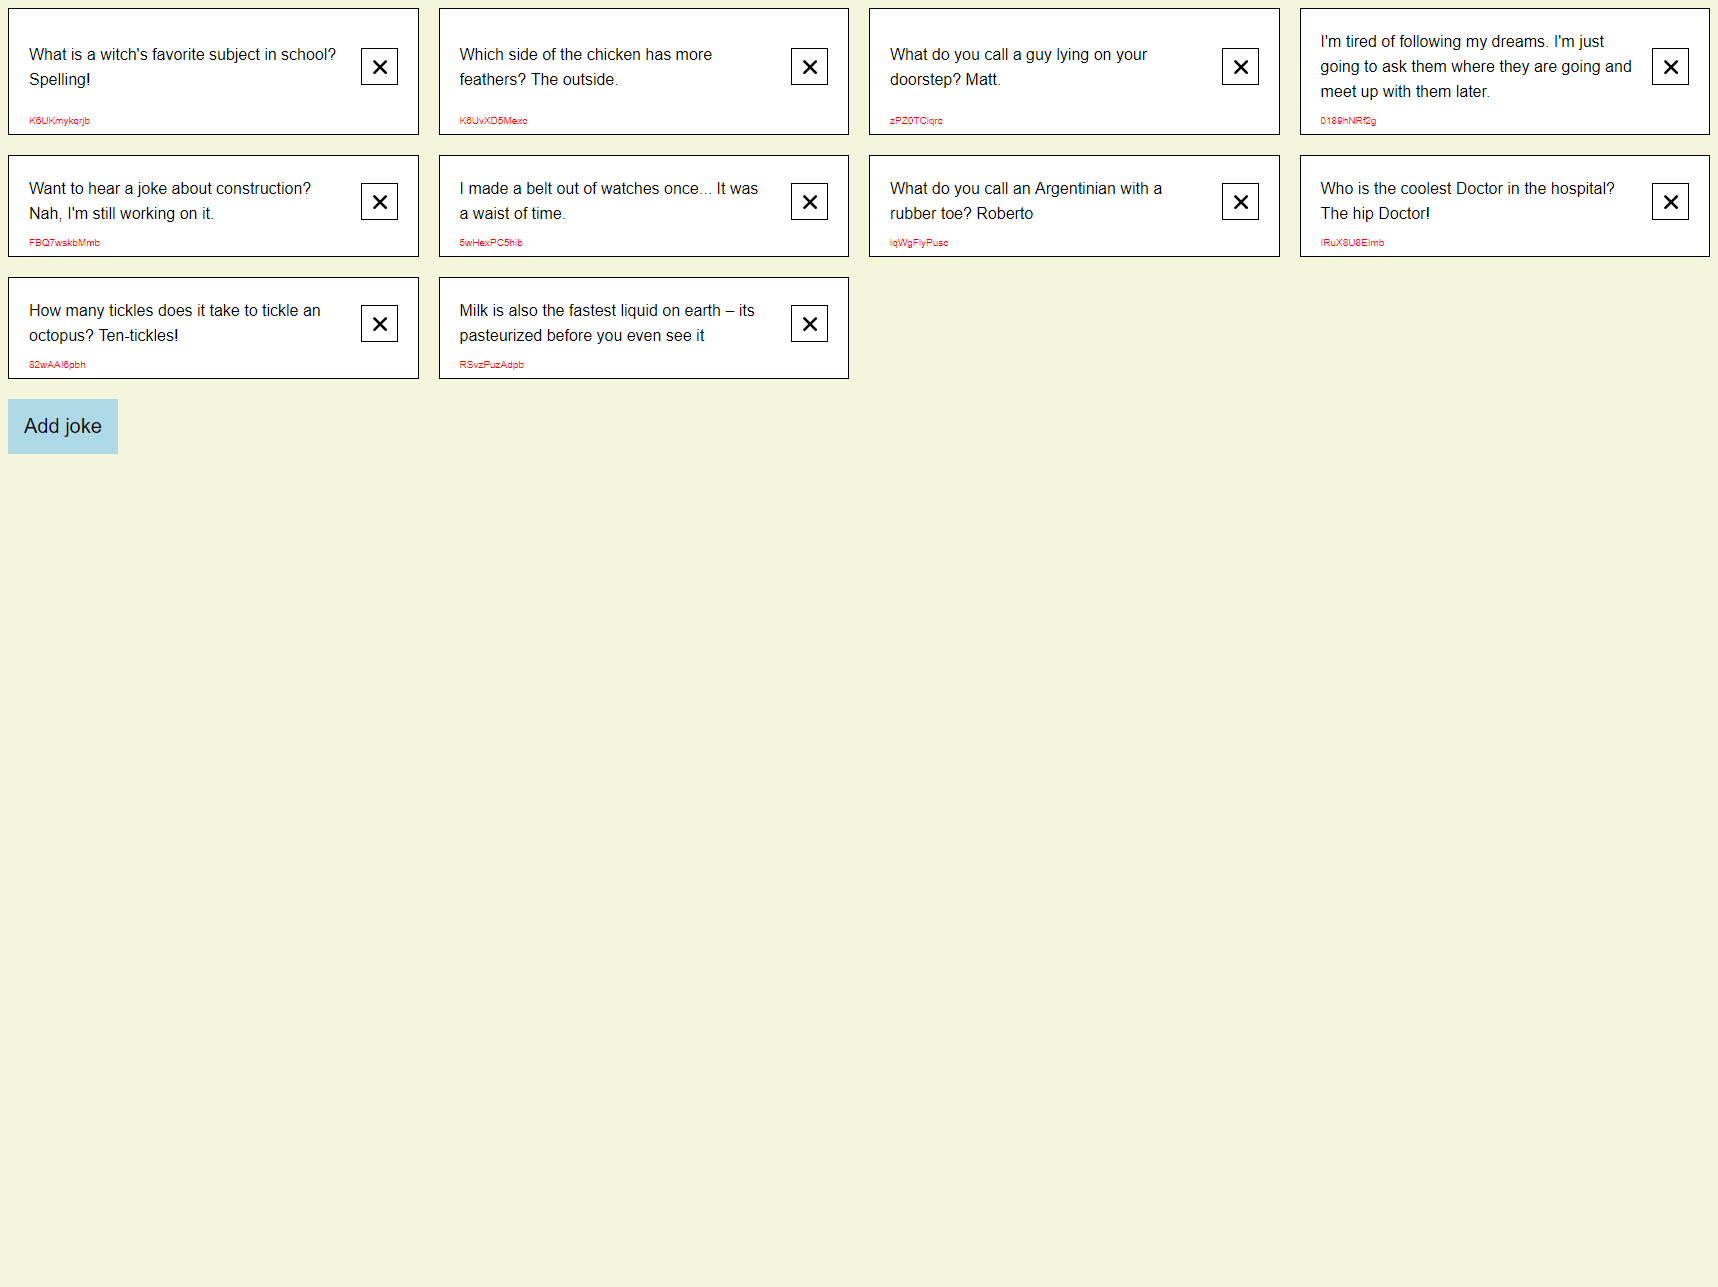 What is a witch's favorite subject in school?
Spelling!
K6UKmykqrjb
Which side of the chicken has more
feathers? The outside.
K6UvXD5Mexc
What do you call a guy lying on your
doorstep? Matt.
zPZ0TClqrc
I'm tired of following my dreams. I'm just
going to ask them where they are going and
meet up with them later.
0189hNRf2g
Want to hear a joke about construction?
Nah, I'm still working on it.
FBQ7wskbMmb
I made a belt out of watches once... It was
a waist of time.
5wHexPC5hib
What do you call an Argentinian with a
rubber toe? Roberto
lqWgFlyPusc
Who is the coolest Doctor in the hospital?
The hip Doctor!
IRuX8U8Elmb
How many tickles does it take to tickle an
octopus? Ten-tickles!
82wAAI6pbh
Milk is also the fastest liquid on earth – its
pasteurized before you even see it
RSvzPuzAdpb
Add joke